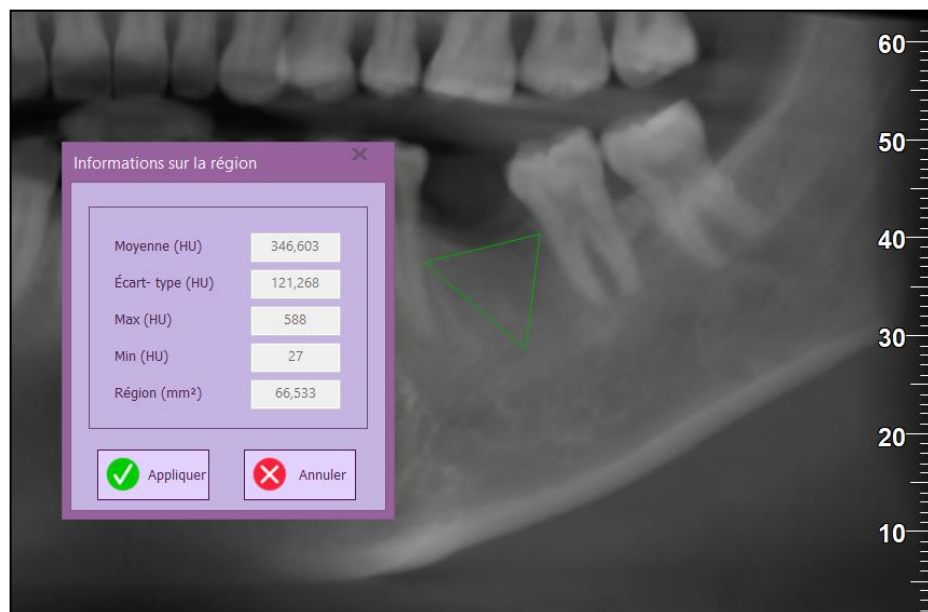 Informations sur la région
Moyenne (HU) 346,603
Écart- type (HU) 121,268
Max (HU) 588
Min (HU) 27
Région (mm²) 66,533
Appliquer Annuler
60
50
40
30
20
10